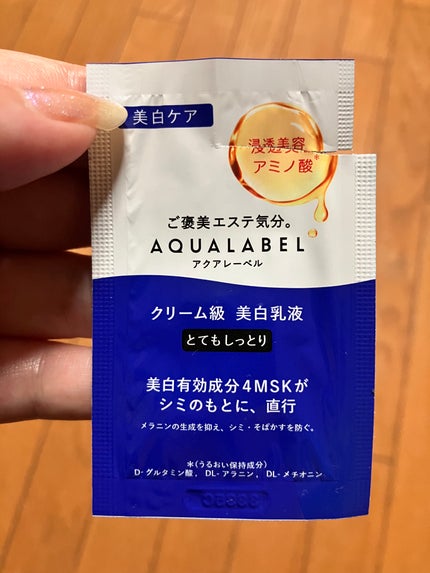 美白ケア
浸透美容
アミノ酸*
ご褒美エステ気分。
AQUALABEL
アクアレーベル
クリーム級 美白乳液
とてもしっとり
美白有効成分4MSKが
シミのもとに、直行
メラニンの生成を抑え、シミ・そばかすを防ぐ。
*(うるおい保持成分)
D-グルタミン酸、DL-アラニン、DL-メチオニン